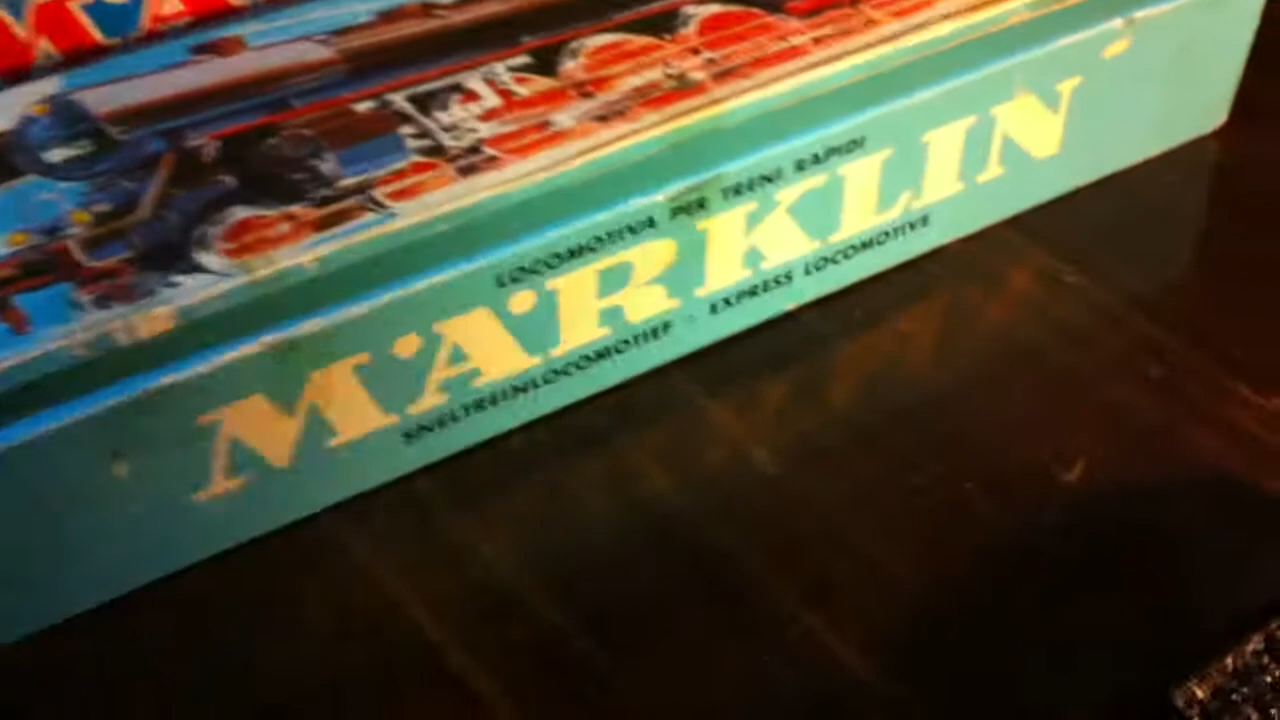 LOCOMOTIVA PER TRENI RAPIDI
MÄRKLIN
SNELTREINLOCOMOTIEF - EXPRESS LOCOMOTIVE